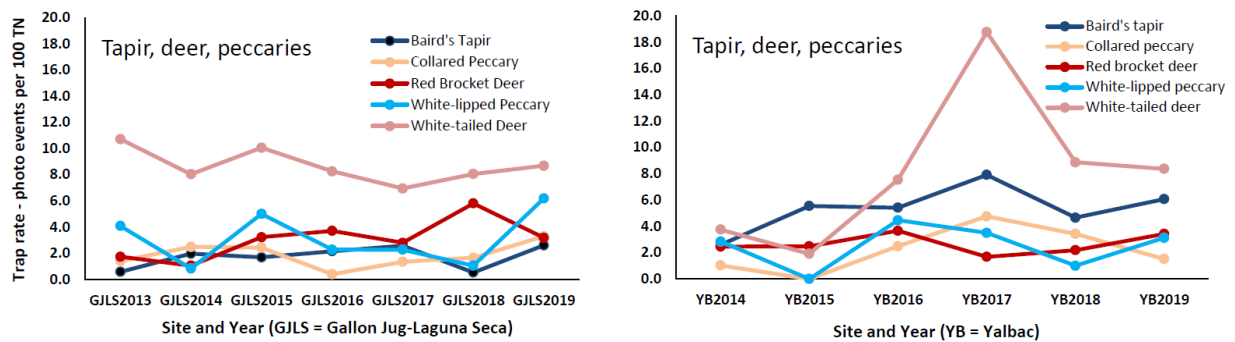 Trap rate - photo events per 100 TN
20.0
18.0
16.0
14.0
12.0
10.0
8.0
6.0
4.0
2.0
0.0
Tapir, deer, peccaries
Baird's Tapir
Collared Peccary
Red Brocket Deer
White-lipped Peccary
White-tailed Deer
GJLS2013 GJLS2014 GJLS2015 GJLS2016 GJLS2017 GJLS2018 GJLS2019
Site and Year (GJLS = Gallon Jug-Laguna Seca)
20.0
18.0
16.0
14.0
12.0
10.0
8.0
6.0
4.0
2.0
0.0
Tapir, deer, peccaries
Baird's tapir
Collared peccary
Red brocket deer
White-lipped peccary
White-tailed deer
YB2014 YB2015 YB2016 YB2017 YB2018 YB2019
Site and Year (YB = Yalbac)